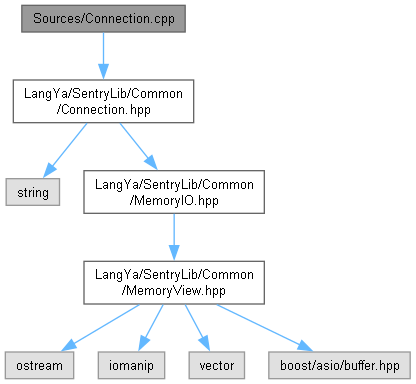 Sources/Connection.cpp
LangYa/SentryLib/Common
/Connection.hpp
string
LangYa/SentryLib/Common
/MemoryIO.hpp
LangYa/SentryLib/Common
/MemoryView.hpp
ostream
iomanip
vector
boost/asio/buffer.hpp